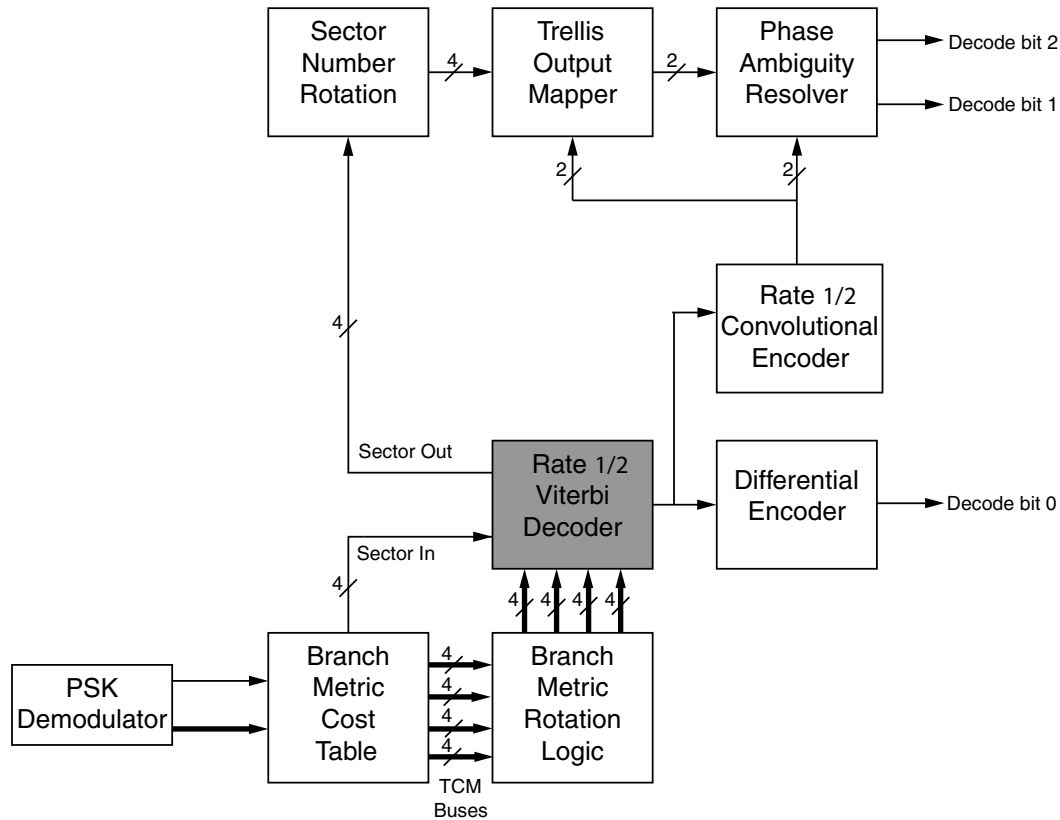 Sector
Number
Rotation
4
Trellis
Output
Mapper
2
Phase
Ambiguity
Resolver
Decode bit 2
Decode bit 1
2
2
4
Rate 1/2
Convolutional
Encoder
Sector Out
Rate 1/2
Viterbi
Decoder
Differential
Encoder
Decode bit 0
Sector In
4
4
4
4
4
PSK
Demodulator
Branch
Metric
Cost
Table
4
4
4
4
Branch
Metric
Rotation
Logic
TCM
Buses